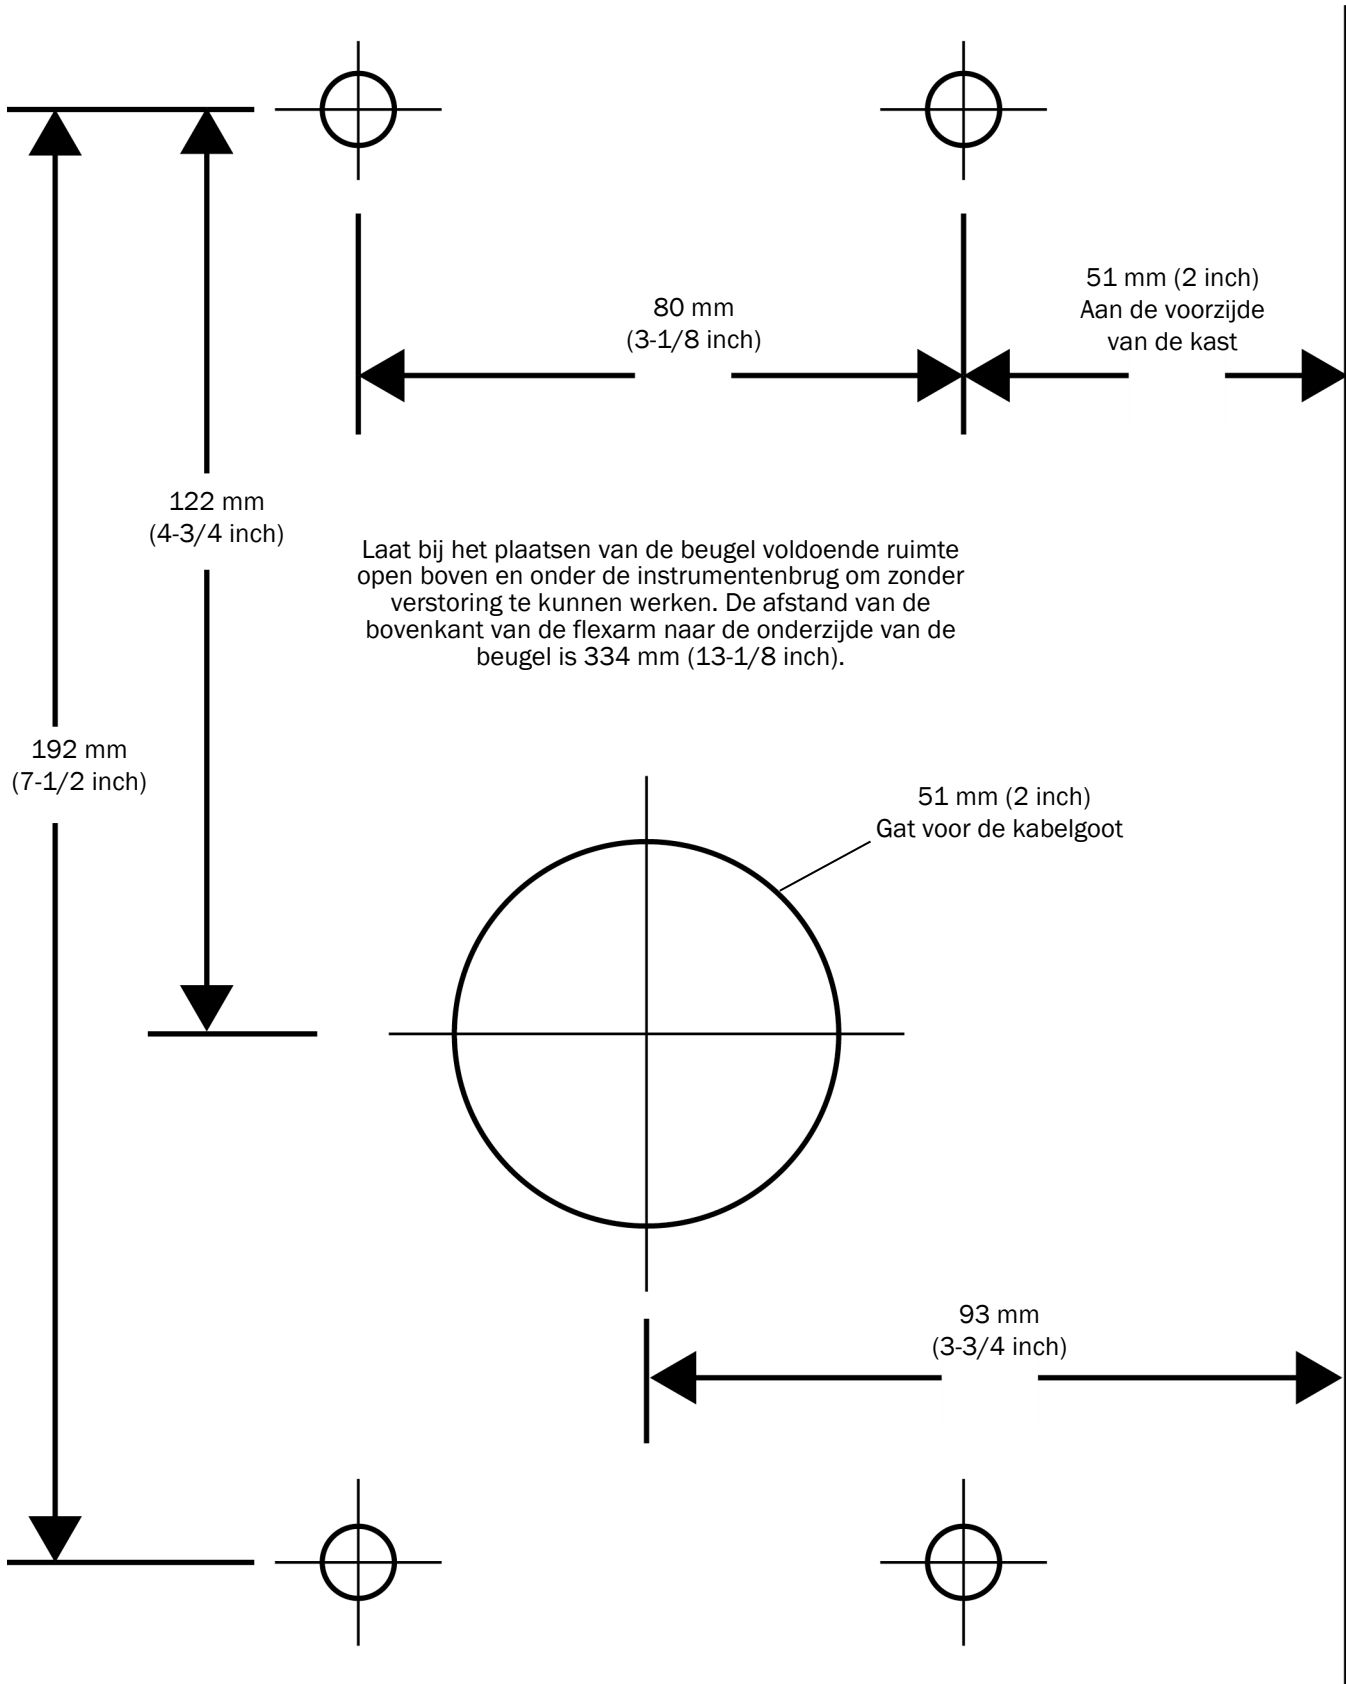 51 mm (2 inch)
Aan de voorzijde
van de kast
80 mm
(3-1/8 inch)
122 mm
(4-3/4 inch)
Laat bij het plaatsen van de beugel voldoende ruimte
open boven en onder de instrumentenbrug om zonder
verstoring te kunnen werken. De afstand van de
bovenkant van de flexarm naar de onderzijde van de
beugel is 334 mm (13-1/8 inch).
192 mm
(7-1/2 inch)
51 mm (2 inch)
Gat voor de kabelgoot
93 mm
(3-3/4 inch)